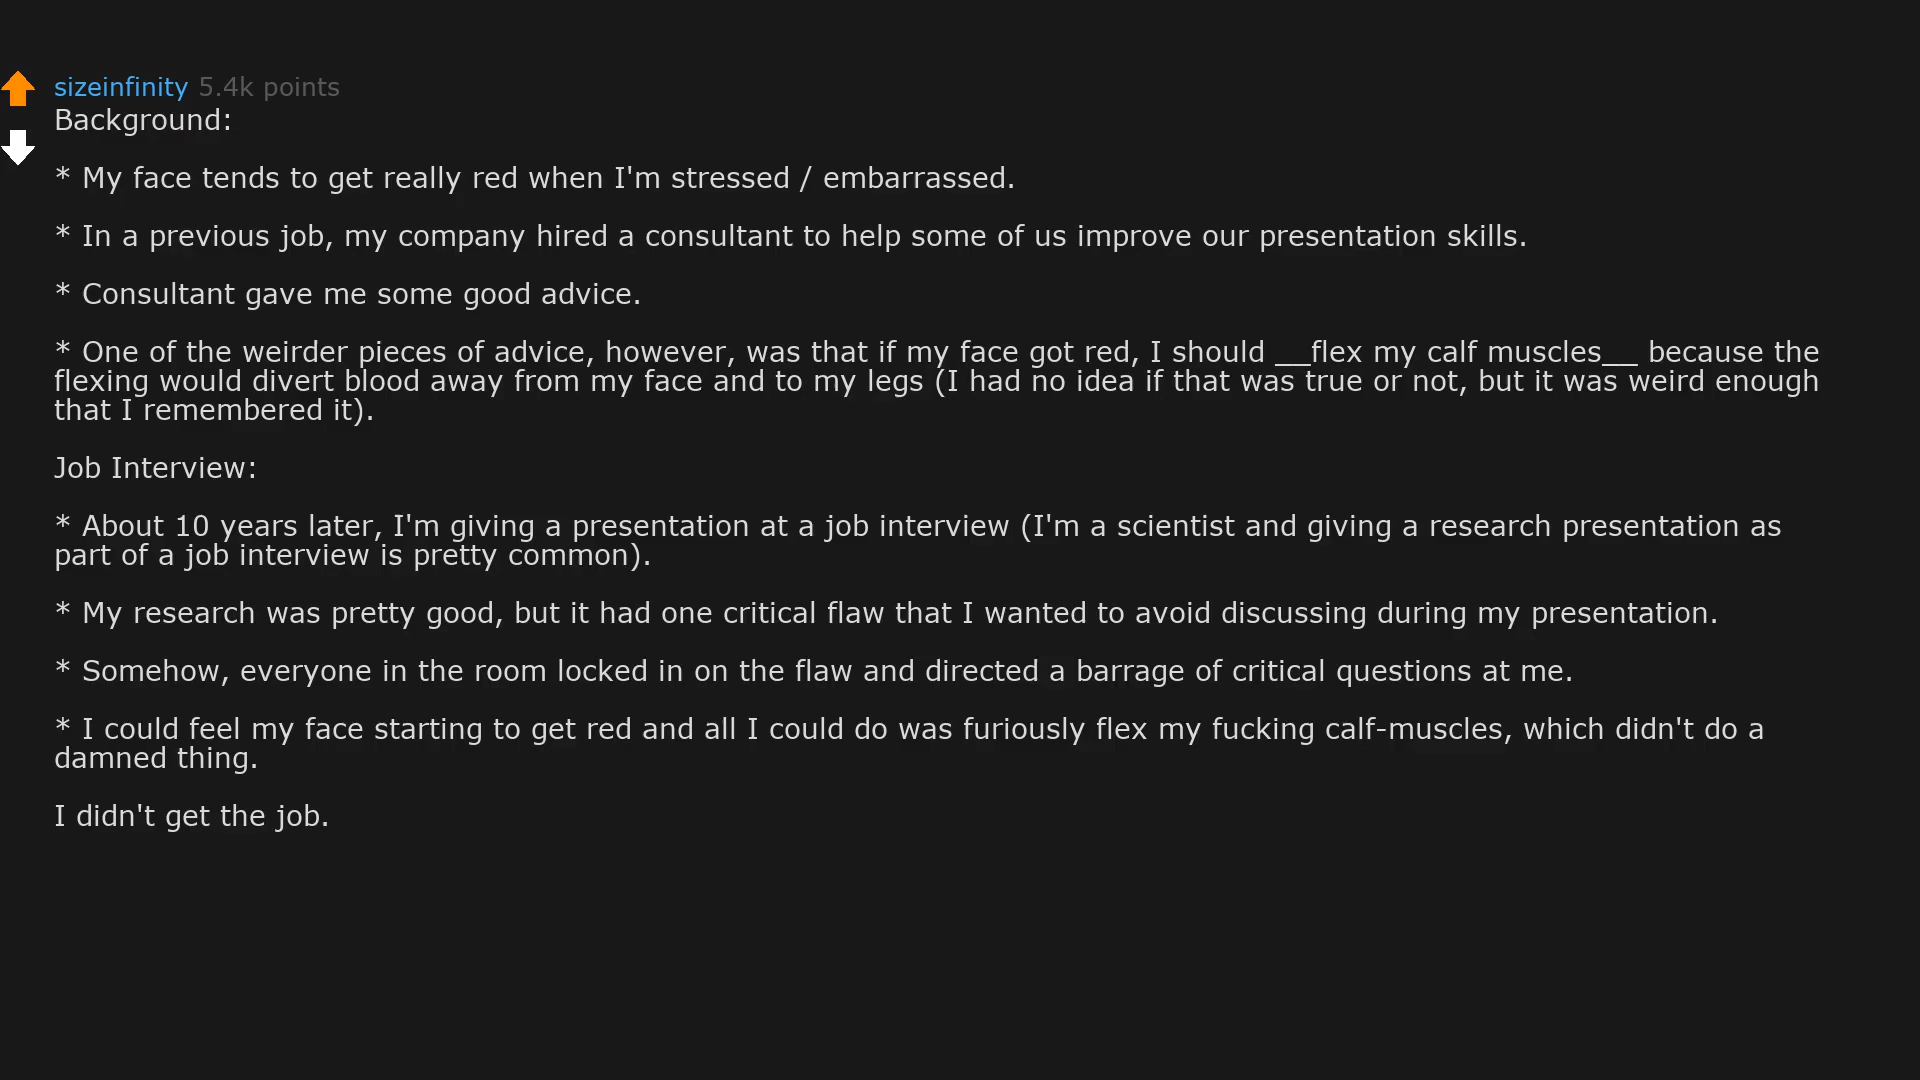 sizeinfinity 5.4k points
Background:
* My face tends to get really red when I'm stressed / embarrassed.
* In a previous job, my company hired a consultant to help some of us improve our presentation skills.
* Consultant gave me some good advice.
* One of the weirder pieces of advice, however, was that if my face got red, I should __flex my calf muscles__ because the
flexing would divert blood away from my face and to my legs (I had no idea if that was true or not, but it was weird enough
that I remembered it).
Job Interview:
* About 10 years later, I'm giving a presentation at a job interview (I'm a scientist and giving a research presentation as
part of a job interview is pretty common).
* My research was pretty good, but it had one critical flaw that I wanted to avoid discussing during my presentation.
* Somehow, everyone in the room locked in on the flaw and directed a barrage of critical questions at me.
* I could feel my face starting to get red and all I could do was furiously flex my fucking calf-muscles, which didn't do a
damned thing.
I didn't get the job.